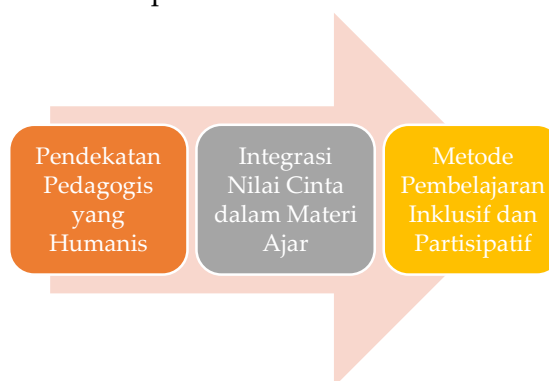 Pendekatan
Pedagogis
yang
Humanis
Integrasi
Nilai Cinta
dalam Materi
Ajar
Metode
Pembelajaran
Inklusif dan
Partisipatif